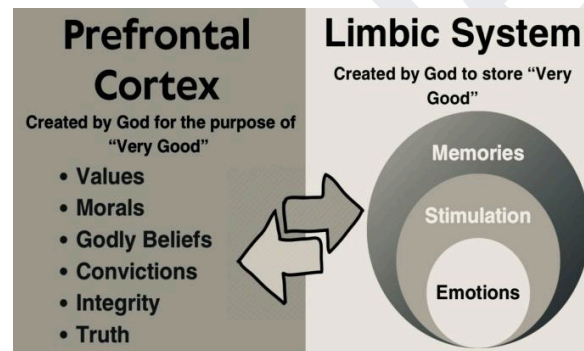 Prefrontal
Cortex
Created by God for the purpose of
“Very Good”
• Values
• Morals
• Godly Beliefs
• Convictions
• Integrity
• Truth
Limbic System
Created by God to store “Very
Good”
Memories
Stimulation
Emotions